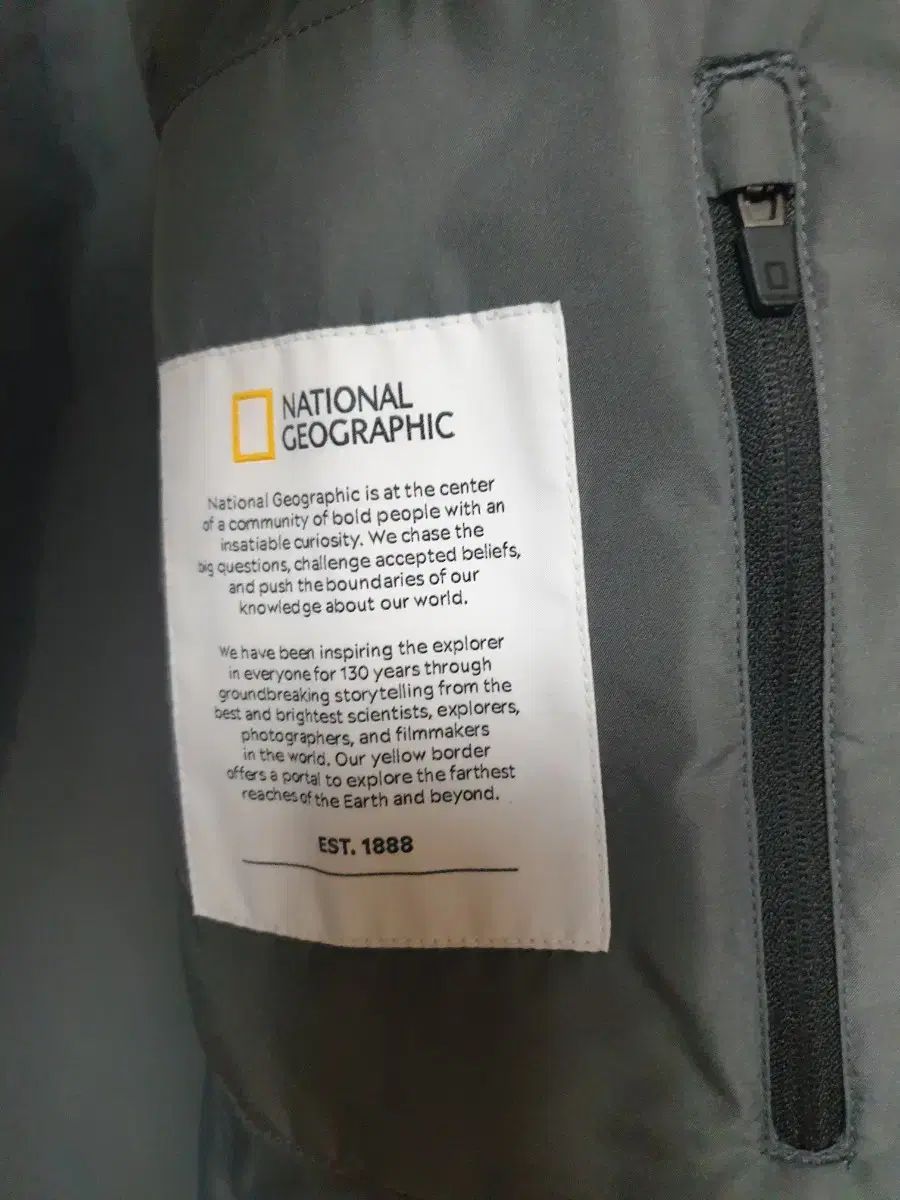 NATIONAL
GEOGRAPHIC
National Geographic is at the center
of a community of bold people with an
insatiable curiosity. We chase the
big questions, challenge accepted beliefs,
and push the boundaries of our
knowledge about our world.
We have been inspiring the explorer
in everyone for 130 years through
groundbreaking storytelling from the
best and brightest scientists, explorers,
photographers, and filmmakers
in the world. Our yellow border
offers a portal to explore the farthest
reaches of the Earth and beyond.
EST. 1888